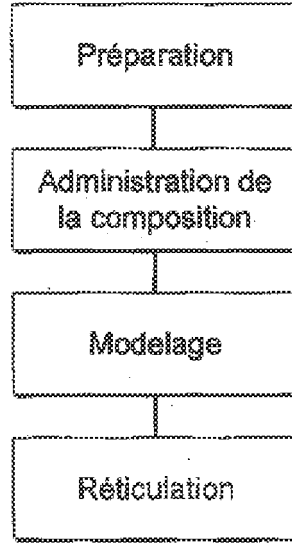 Préparation
Administration de
la composition
Modelage
Réticulation